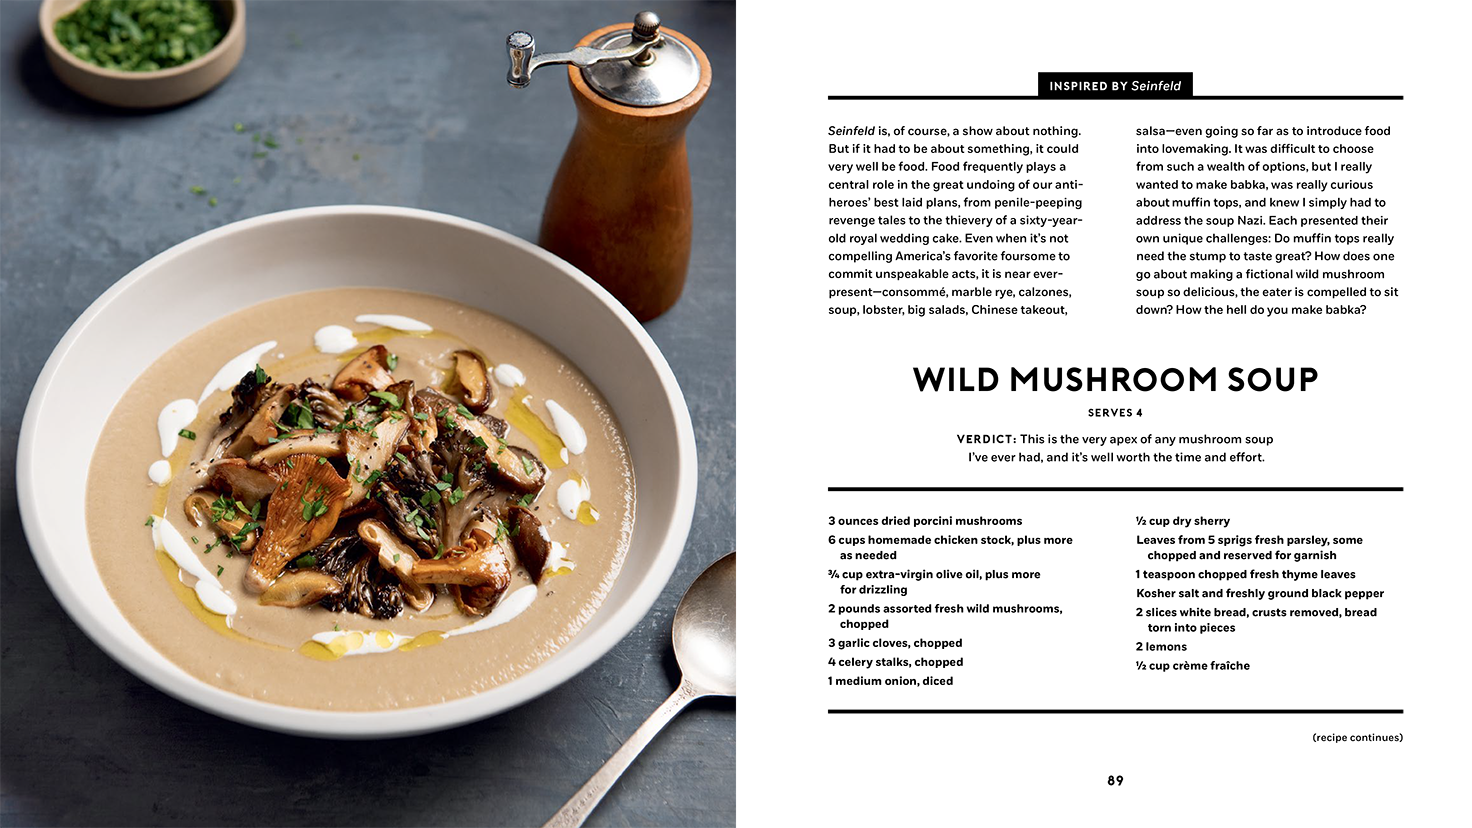 INSPIRED BY Seinfeld
Seinfeld is, of course, a show about nothing.
But if it had to be about something, it could
very well be food. Food frequently plays a
central role in the great undoing of our anti-
heroes’ best laid plans, from penile-peeping
revenge tales to the thievery of a sixty-year-
old royal wedding cake. Even when it’s not
compelling America’s favorite foursome to
commit unspeakable acts, it is near ever-
present—consommé, marble rye, calzones,
soup, lobster, big salads, Chinese takeout,
salsa—even going so far as to introduce food
into lovemaking. It was difficult to choose
from such a wealth of options, but I really
wanted to make babka, was really curious
about muffin tops, and knew I simply had to
address the soup Nazi. Each presented their
own unique challenges: Do muffin tops really
need the stump to taste great? How does one
go about making a fictional wild mushroom
soup so delicious, the eater is compelled to sit
down? How the hell do you make babka?
WILD MUSHROOM SOUP
SERVES 4
VERDICT: This is the very apex of any mushroom soup
I’ve ever had, and it’s well worth the time and effort.
3 ounces dried porcini mushrooms
6 cups homemade chicken stock, plus more
as needed
¾ cup extra-virgin olive oil, plus more
for drizzling
2 pounds assorted fresh wild mushrooms,
chopped
3 garlic cloves, chopped
4 celery stalks, chopped
1 medium onion, diced
½ cup dry sherry
Leaves from 5 sprigs fresh parsley, some
chopped and reserved for garnish
1 teaspoon chopped fresh thyme leaves
Kosher salt and freshly ground black pepper
2 slices white bread, crusts removed, bread
torn into pieces
2 lemons
½ cup crème fraîche
(recipe continues)
89